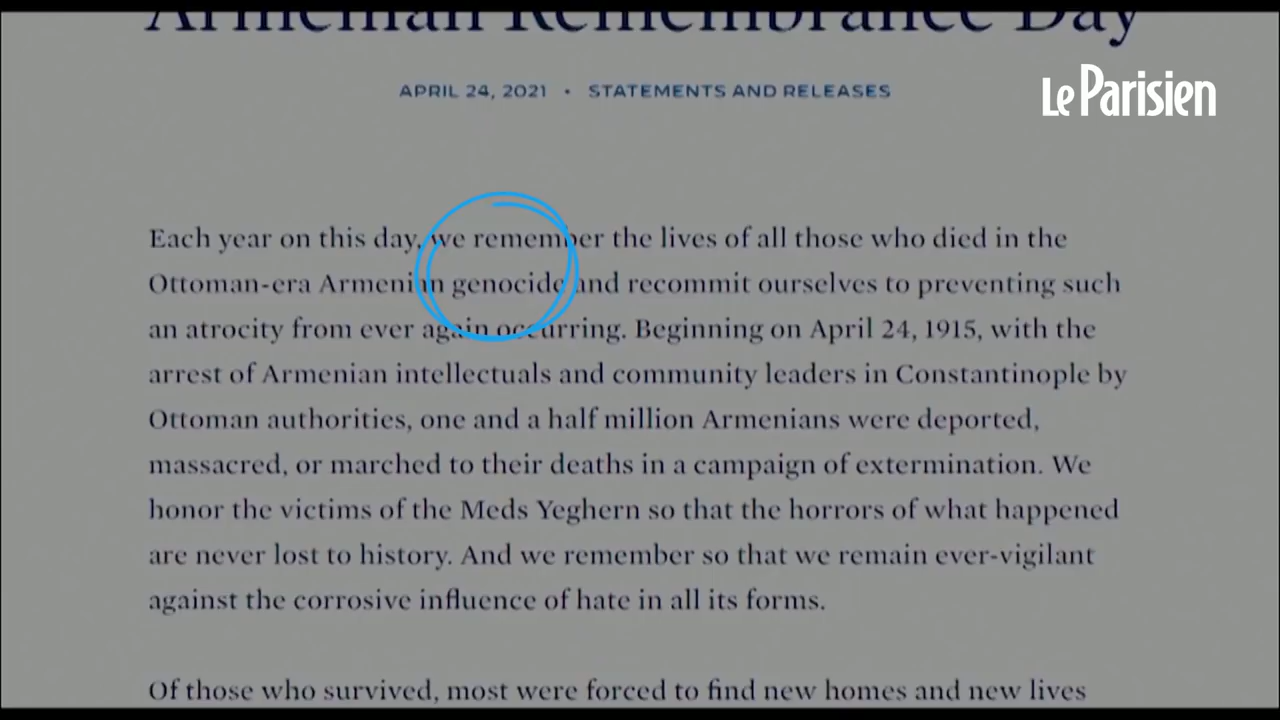 Armenian Remembrance Day
APRIL 24, 2021 • STATEMENTS AND RELEASES
Le Parisien
Each year on this day, we remember the lives of all those who died in the
Ottoman-era Armenian genocide and recommit ourselves to preventing such
an atrocity from ever again occurring. Beginning on April 24, 1915, with the
arrest of Armenian intellectuals and community leaders in Constantinople by
Ottoman authorities, one and a half million Armenians were deported,
massacred, or marched to their deaths in a campaign of extermination. We
honor the victims of the Meds Yeghern so that the horrors of what happened
are never lost to history. And we remember so that we remain ever-vigilant
against the corrosive influence of hate in all its forms.
Of those who survived, most were forced to find new homes and new lives